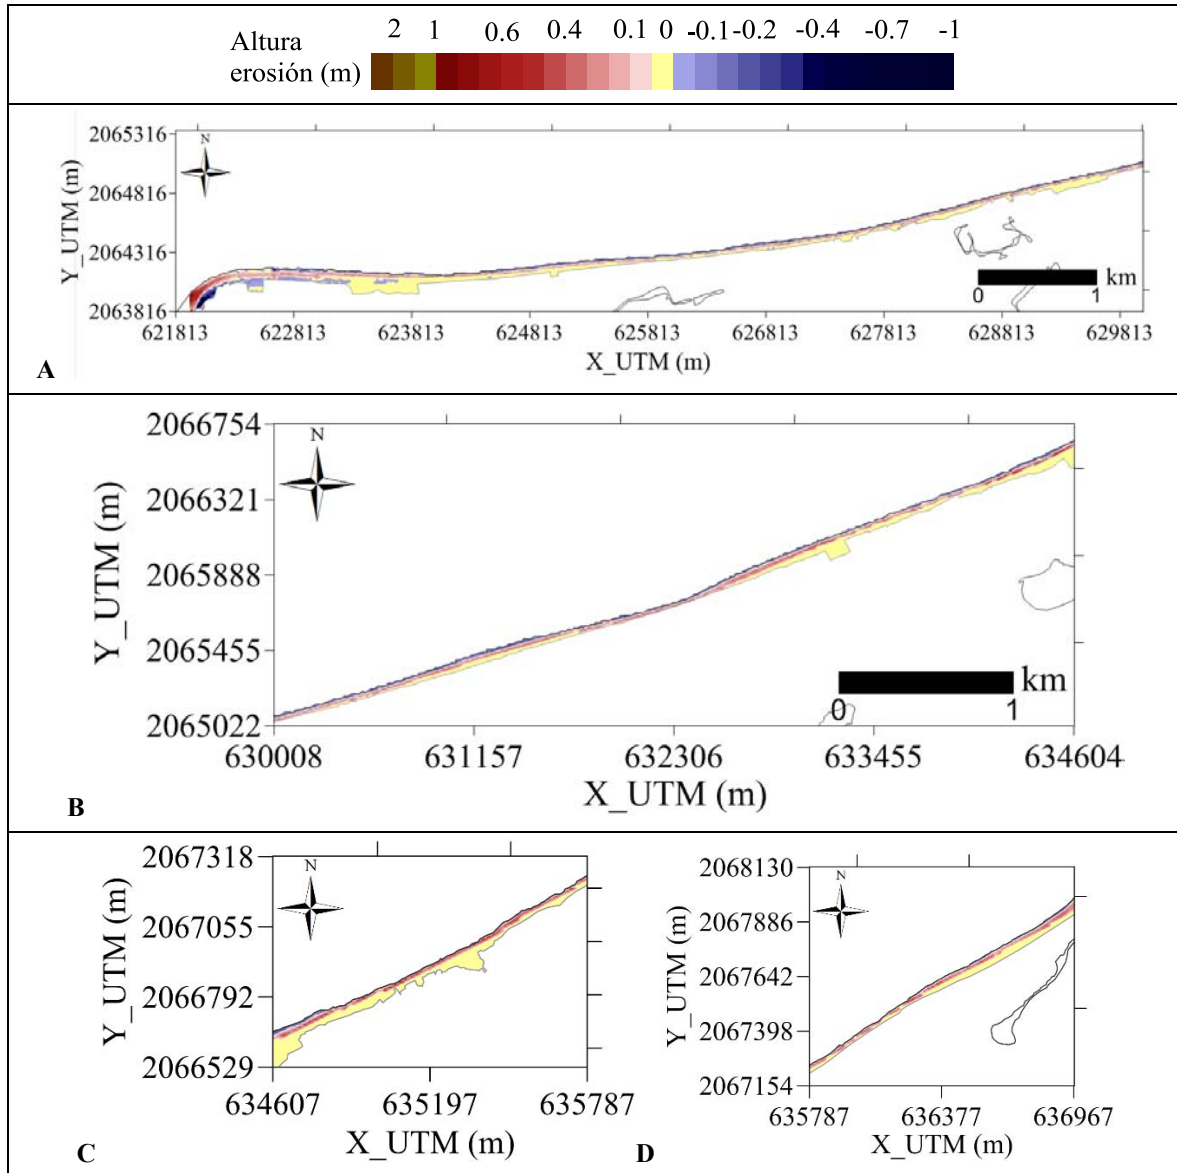 2 1 0.6 0.4 0.1 0 -0.1 -0.2 -0.4 -0.7 -1
Altura
erosión (m)
2065316
2064816
2064316
2063816
Y_UTM (m)
N
km
0 1
621813 622813 623813 624813 625813 626813 627813 628813 629813
X_UTM (m)
A
2066754
2066321
2065888
2065455
2065022
Y_UTM (m)
N
km
0 1
630008 631157 632306 633455 634604
X_UTM (m)
B
2067318
2067055
2066792
2066529
Y_UTM (m)
N
634607 635197 635787
X_UTM (m)
C
2068130
2067886
2067642
2067398
2067154
Y_UTM (m)
N
635787 636377 636967
X_UTM (m)
D